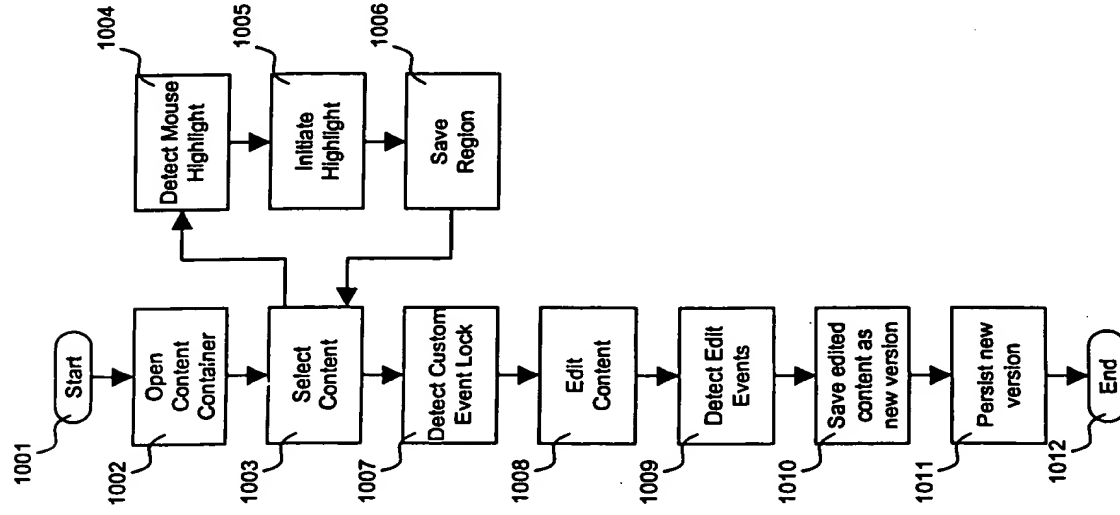 1001
Start
1002
Open
Content
Container
1003
Select
Content
1004
Detect Mouse
Highlight
1005
Initiate
Highlight
1006
Save
Region
1007
Detect Custom
Event Lock
1008
Edit
Content
1009
Detect Edit
Events
1010
Save edited
content as
new version
1011
Persist new
version
1012
End